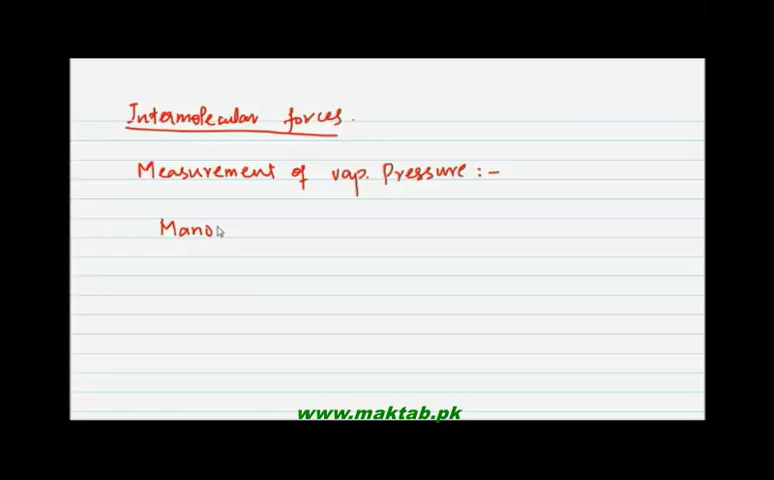 Intermolecular forces.
Measurement of vap. Pressure :-
Mano
www.maktab.pk